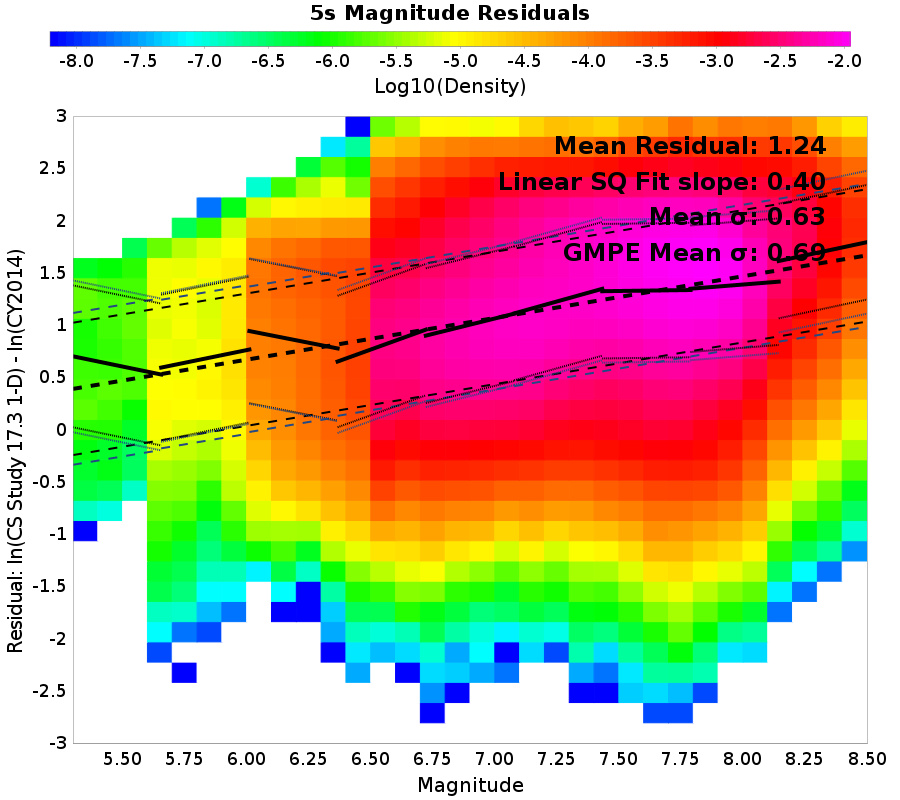 5s Magnitude Residuals
-8.0 -7.5 -7.0 -6.5 -6.0 -5.5 -5.0 -4.5 -4.0 -3.5 -3.0 -2.5 -2.0
Log10(Density)
Mean Residual: 1.24
Linear SQ Fit slope: 0.40
Mean σ: 0.63
GMPE Mean σ: 0.69
3
2.5
2
1.5
1
0.5
0
-0.5
-1
-1.5
-2
-2.5
-3
Residual: ln(CS Study 17.3 1-D) - ln(CY2014)
5.50 5.75 6.00 6.25 6.50 6.75 7.00 7.25 7.50 7.75 8.00 8.25 8.50
Magnitude